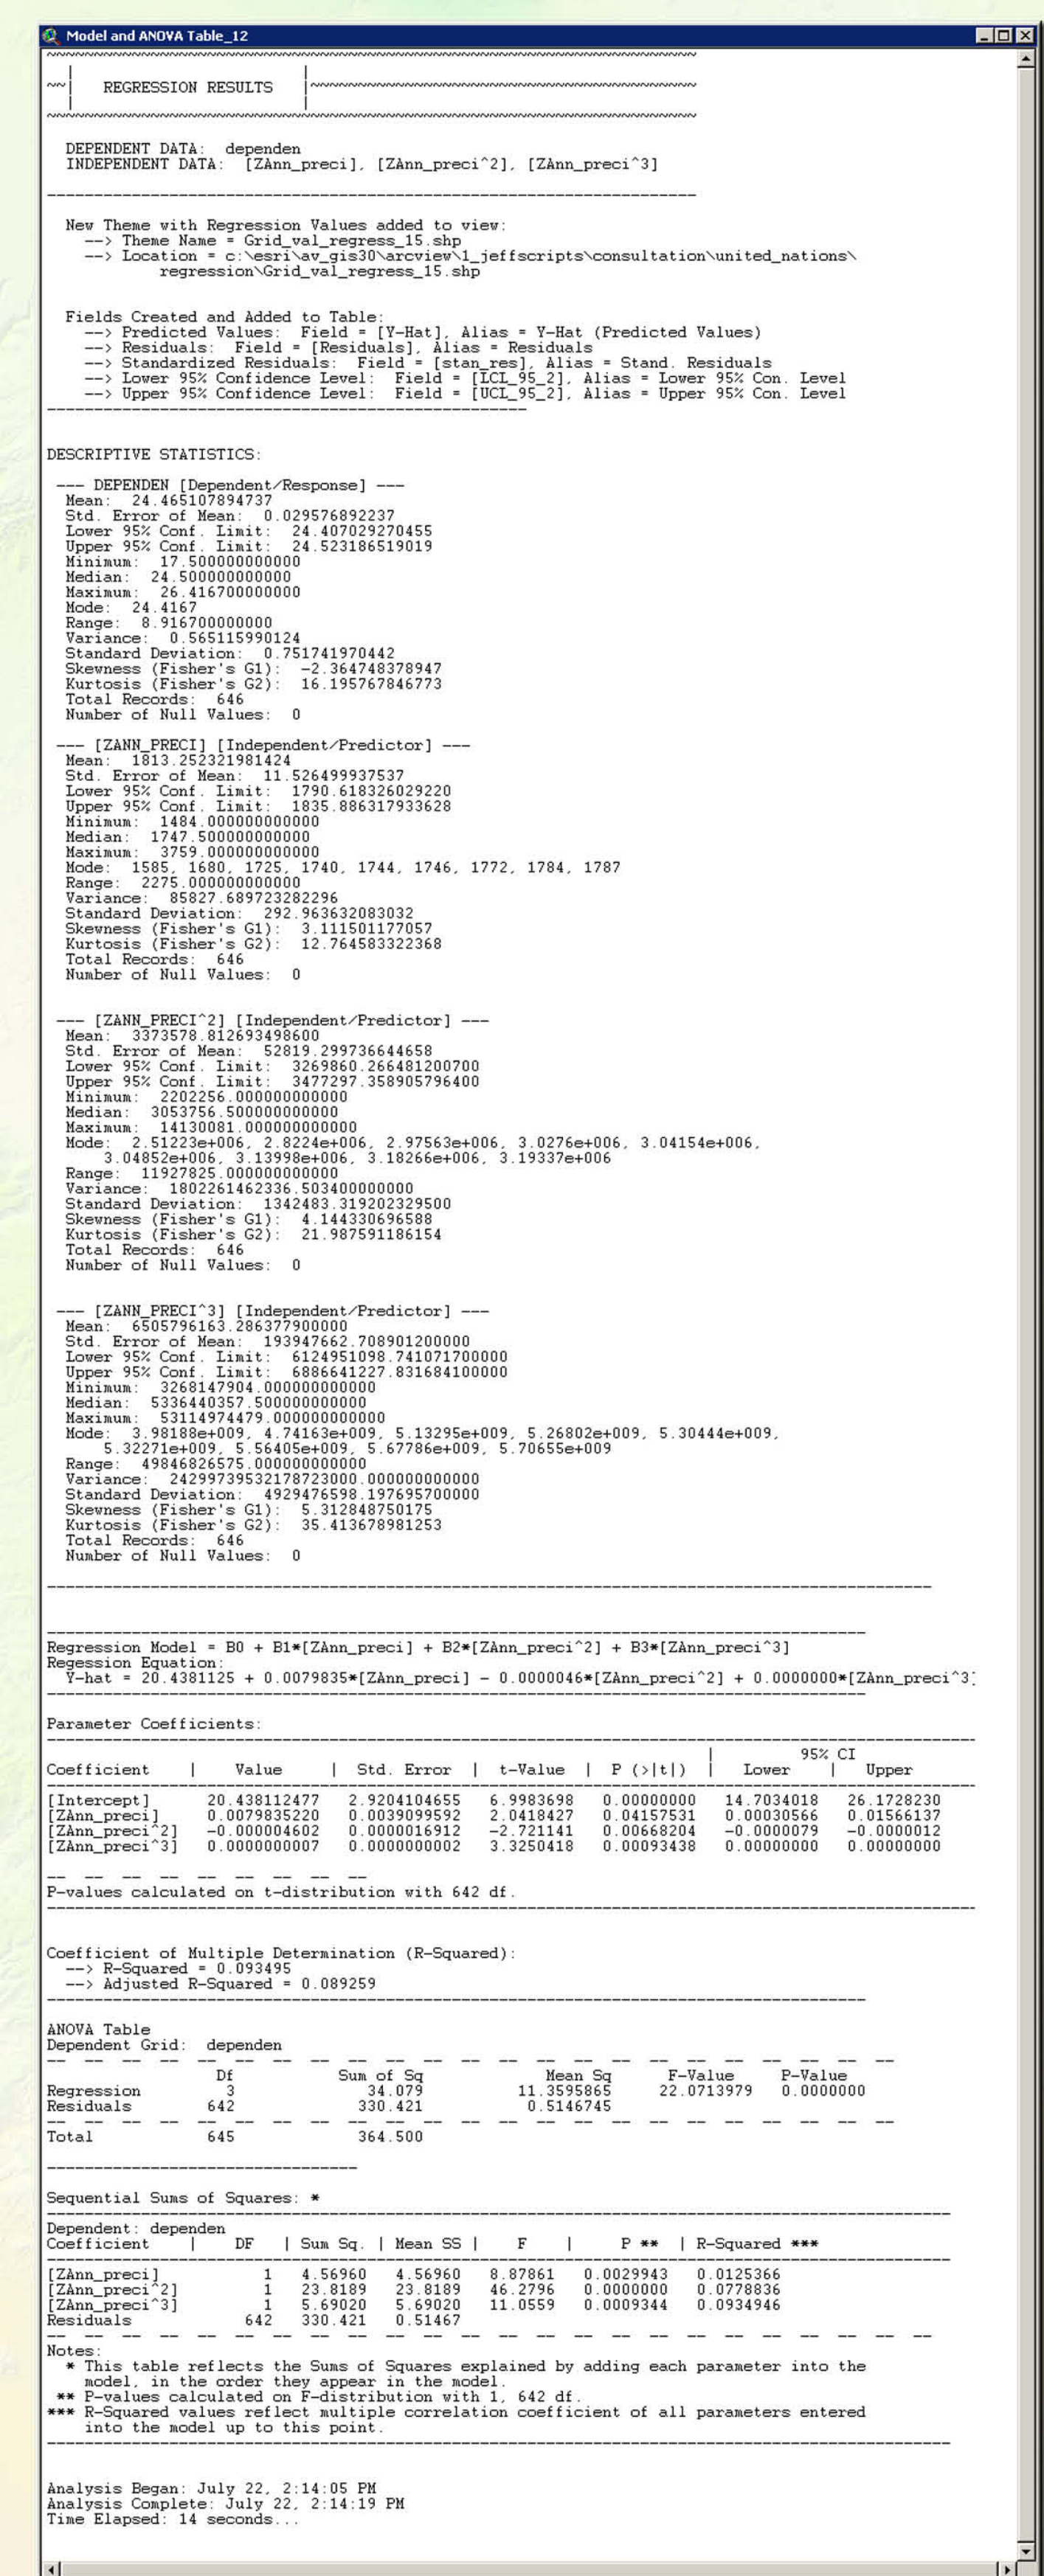 Model and ANOVA Table_12
~~~~~~~~~~~~~~~~~~~~~~~~~~~~~~~~~~~~~~~~~~~~~~~~~~~~~~~~~~~~~~~~~~~~~
| |
~~| REGRESSION RESULTS |~~~~~~~~~~~~~~~~~~~~~~~~~~~~~~~~~~~~~~~~~
| |
~~~~~~~~~~~~~~~~~~~~~~~~~~~~~~~~~~~~~~~~~~~~~~~~~~~~~~~~~~~~~~~~~~~~~
DEPENDENT DATA: dependen
INDEPENDENT DATA: [ZAnn_preci], [ZAnn_preci^2], [ZAnn_preci^3]
New Theme with Regression Values added to view:
--> Theme Name = Grid_val_regress_15.shp
--> Location = c:\esri\av_gis30\arcview\1_jeffscripts\consultation\united_nations\
regression\Grid_val_regress_15.shp
Fields Created and Added to Table:
--> Predicted Values: Field = [Y-Hat], Alias = Y-Hat (Predicted Values)
--> Residuals: Field = [Residuals], Alias = Residuals
--> Standardized Residuals: Field = [stan_res], Alias = Stand. Residuals
--> Lower 95% Confidence Level: Field = [LCL_95_2], Alias = Lower 95% Con. Level
--> Upper 95% Confidence Level: Field = [UCL_95_2], Alias = Upper 95% Con. Level
DESCRIPTIVE STATISTICS:
--- DEPENDEN [Dependent/Response] ---
Mean: 24.465107894737
Std. Error of Mean: 0.029576892237
Lower 95% Conf. Limit: 24.407029270455
Upper 95% Conf. Limit: 24.523186519019
Minimum: 17.500000000000
Median: 24.500000000000
Maximum: 26.416700000000
Mode: 24.4167
Range: 8.916700000000
Variance: 0.565115990124
Standard Deviation: 0.751741970442
Skewness (Fisher's G1): -2.364748378947
Kurtosis (Fisher's G2): 16.195767846773
Total Records: 646
Number of Null Values: 0
--- [ZANN_PRECI] [Independent/Predictor] ---
Mean: 1813.252321981424
Std. Error of Mean: 11.526499937537
Lower 95% Conf. Limit: 1790.618326029220
Upper 95% Conf. Limit: 1835.886317933628
Minimum: 1484.000000000000
Median: 1747.500000000000
Maximum: 3759.000000000000
Mode: 1585, 1680, 1725, 1740, 1744, 1746, 1772, 1784, 1787
Range: 2275.000000000000
Variance: 85827.689723282296
Standard Deviation: 292.963632083032
Skewness (Fisher's G1): 3.111501177057
Kurtosis (Fisher's G2): 12.764583322368
Total Records: 646
Number of Null Values: 0
--- [ZANN_PRECI^2] [Independent/Predictor] ---
Mean: 3373578.812693498600
Std. Error of Mean: 52819.299736644658
Lower 95% Conf. Limit: 3269860.266481200700
Upper 95% Conf. Limit: 3477297.358905796400
Minimum: 2202256.000000000000
Median: 3053756.500000000000
Maximum: 14130081.000000000000
Mode: 2.51223e+006, 2.8224e+006, 2.97563e+006, 3.0276e+006, 3.04154e+006,
3.04852e+006, 3.13998e+006, 3.18266e+006, 3.19337e+006
Range: 11927825.000000000000
Variance: 1802261462336.503400000000
Standard Deviation: 1342483.319202329500
Skewness (Fisher's G1): 4.144330696588
Kurtosis (Fisher's G2): 21.987591186154
Total Records: 646
Number of Null Values: 0
--- [ZANN_PRECI^3] [Independent/Predictor] ---
Mean: 6505796163.286377900000
Std. Error of Mean: 193947662.708901200000
Lower 95% Conf. Limit: 6124951098.741071700000
Upper 95% Conf. Limit: 6886641227.831684100000
Minimum: 3268147904.000000000000
Median: 5336440357.500000000000
Maximum: 53114974479.000000000000
Mode: 3.98188e+009, 4.74163e+009, 5.13295e+009, 5.26802e+009, 5.30444e+009,
5.32271e+009, 5.56405e+009, 5.67786e+009, 5.70655e+009
Range: 49846826575.000000000000
Variance: 24299739532178723000.000000000000
Standard Deviation: 4929476598.197695700000
Skewness (Fisher's G1): 5.312848750175
Kurtosis (Fisher's G2): 35.413678981253
Total Records: 646
Number of Null Values: 0
Regression Model = B0 + B1*[ZAnn_preci] + B2*[ZAnn_preci^2] + B3*[ZAnn_preci^3]
Regession Equation:
Y-hat = 20.4381125 + 0.0079835*[ZAnn_preci] - 0.0000046*[ZAnn_preci^2] + 0.0000000*[ZAnn_preci^3]
Parameter Coefficients:
| 95% CI
Coefficient | Value | Std. Error | t-Value | P (>|t|) | Lower | Upper
[Intercept] 20.438112477 2.9204104655 6.9983698 0.00000000 14.7034018 26.1728230
[ZAnn_preci] 0.0079835220 0.0039099592 2.0418427 0.04157531 0.00030566 0.01566137
[ZAnn_preci^2] -0.000004602 0.0000016912 -2.721141 0.00668204 -0.0000079 -0.0000012
[ZAnn_preci^3] 0.0000000007 0.0000000002 3.3250418 0.00093438 0.00000000 0.00000000
P-values calculated on t-distribution with 642 df.
Coefficient of Multiple Determination (R-Squared):
--> R-Squared = 0.093495
--> Adjusted R-Squared = 0.089259
ANOVA Table
Dependent Grid: dependen
Df Sum of Sq Mean Sq F-Value P-Value
Regression 3 34.079 11.3595865 22.0713979 0.0000000
Residuals 642 330.421 0.5146745
Total 645 364.500
Sequential Sums of Squares: *
Dependent: dependen
Coefficient | DF | Sum Sq. | Mean SS | F | P ** | R-Squared ***
[ZAnn_preci] 1 4.56960 4.56960 8.87861 0.0029943 0.0125366
[ZAnn_preci^2] 1 23.8189 23.8189 46.2796 0.0000000 0.0778836
[ZAnn_preci^3] 1 5.69020 5.69020 11.0559 0.0009344 0.0934946
Residuals 642 330.421 0.51467
Notes:
* This table reflects the Sums of Squares explained by adding each parameter into the
model, in the order they appear in the model.
** P-values calculated on F-distribution with 1, 642 df.
*** R-Squared values reflect multiple correlation coefficient of all parameters entered
into the model up to this point.
Analysis Began: July 22, 2:14:05 PM
Analysis Complete: July 22, 2:14:19 PM
Time Elapsed: 14 seconds...